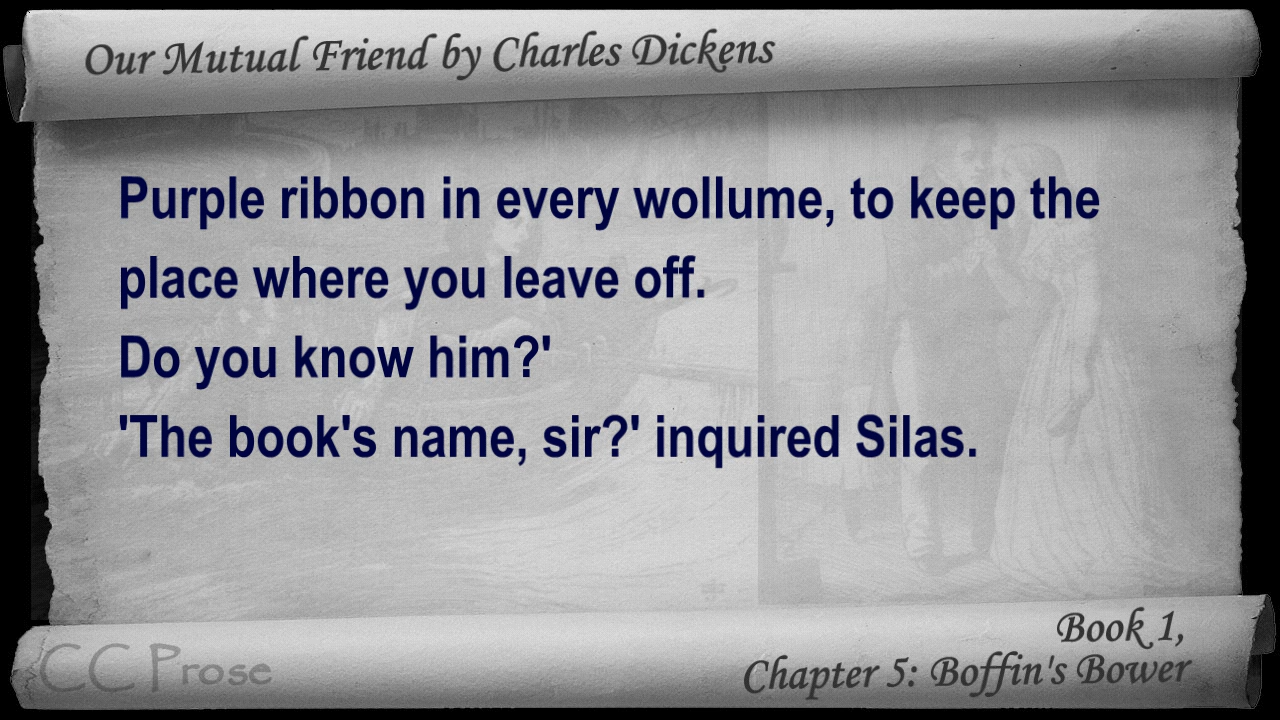 Our Mutual Friend by Charles Dickens
Purple ribbon in every wollume, to keep the
place where you leave off.
Do you know him?'
'The book's name, sir?' inquired Silas.
CC Prose
Book 1,
Chapter 5: Boffin's Bower